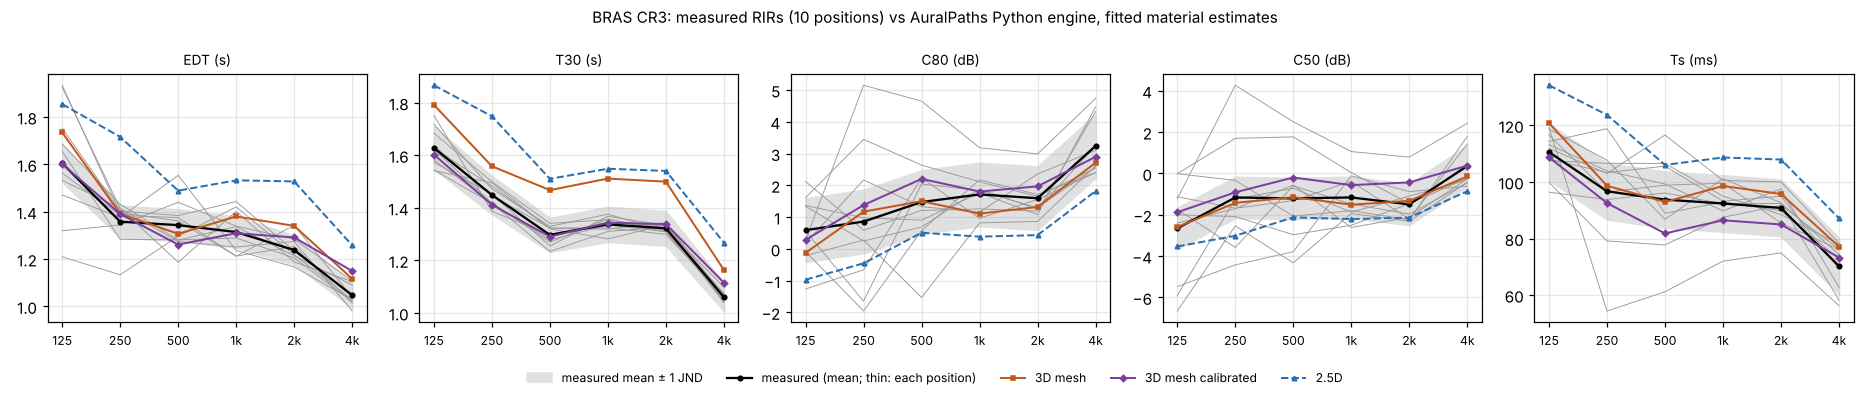 BRAS CR3: measured RIRs (10 positions) vs AuralPaths Python engine, fitted material estimates
EDT (s)
1.8
1.6
1.4
1.2
1.0
125 250 500 1k 2k 4k
T30 (s)
1.8
1.6
1.4
1.2
1.0
125 250 500 1k 2k 4k
C80 (dB)
5
4
3
2
1
0
−1
−2
125 250 500 1k 2k 4k
C50 (dB)
4
2
0
−2
−4
−6
125 250 500 1k 2k 4k
Ts (ms)
120
100
80
60
125 250 500 1k 2k 4k
measured mean ± 1 JND measured (mean; thin: each position) 3D mesh 3D mesh calibrated 2.5D